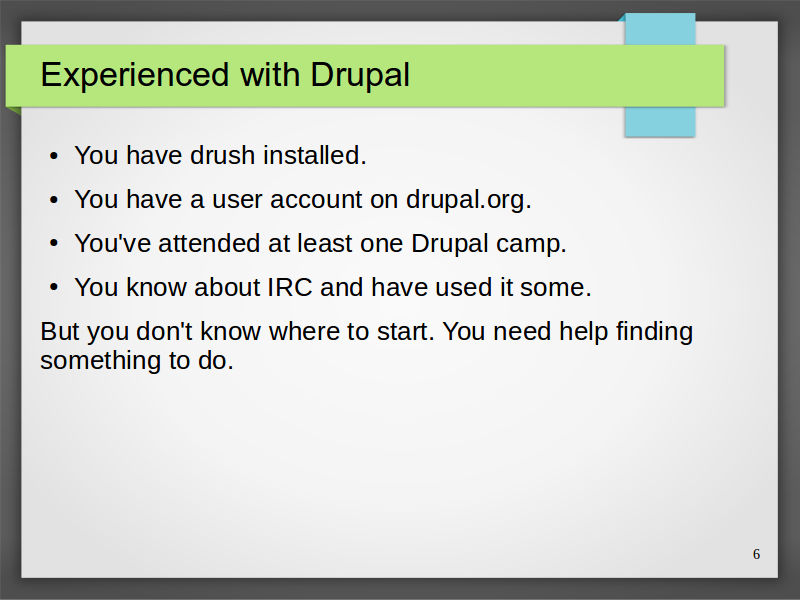 Experienced with Drupal
• You have drush installed.
• You have a user account on drupal.org.
• You've attended at least one Drupal camp.
• You know about IRC and have used it some.
But you don't know where to start. You need help finding
something to do.
6